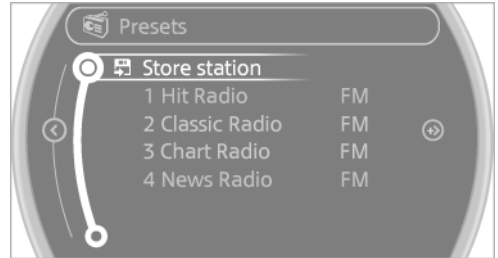 Presets
Store station
1 Hit Radio FM
2 Classic Radio FM
3 Chart Radio FM
4 News Radio FM